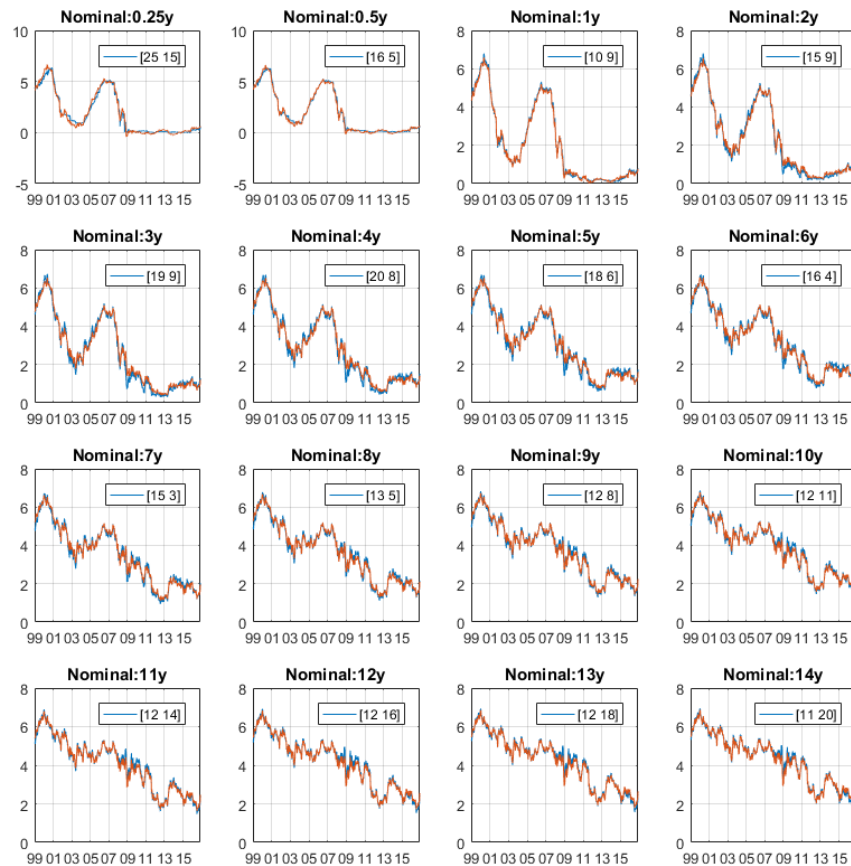 Nominal:0.25y Nominal:0.5y Nominal:1y Nominal:2y
10 10 8 8
[25 15] [16 5] [10 9] [15 9]
6 6
5 5
4 4
0 0
2 2
-5 -5 0 0
99 01 03 05 07 09 11 13 15 99 01 03 05 07 09 11 13 15 99 01 03 05 07 09 11 13 15 99 01 03 05 07 09 11 13 15
Nominal:3y Nominal:4y Nominal:5y Nominal:6y
8 8 8 8
[19 9] [20 8] [18 6] [16 4]
6 6 6 6
4 4 4 4
2 2 2 2
0 0 0 0
99 01 03 05 07 09 11 13 15 99 01 03 05 07 09 11 13 15 99 01 03 05 07 09 11 13 15 99 01 03 05 07 09 11 13 15
Nominal:7y Nominal:8y Nominal:9y Nominal:10y
8 8 8 8
[15 3] [13 5] [12 8] [12 11]
6 6 6 6
4 4 4 4
2 2 2 2
0 0 0 0
99 01 03 05 07 09 11 13 15 99 01 03 05 07 09 11 13 15 99 01 03 05 07 09 11 13 15 99 01 03 05 07 09 11 13 15
Nominal:11y Nominal:12y Nominal:13y Nominal:14y
8 8 8 8
[12 14] [12 16] [12 18] [11 20]
6 6 6 6
4 4 4 4
2 2 2 2
0 0 0 0
99 01 03 05 07 09 11 13 15 99 01 03 05 07 09 11 13 15 99 01 03 05 07 09 11 13 15 99 01 03 05 07 09 11 13 15